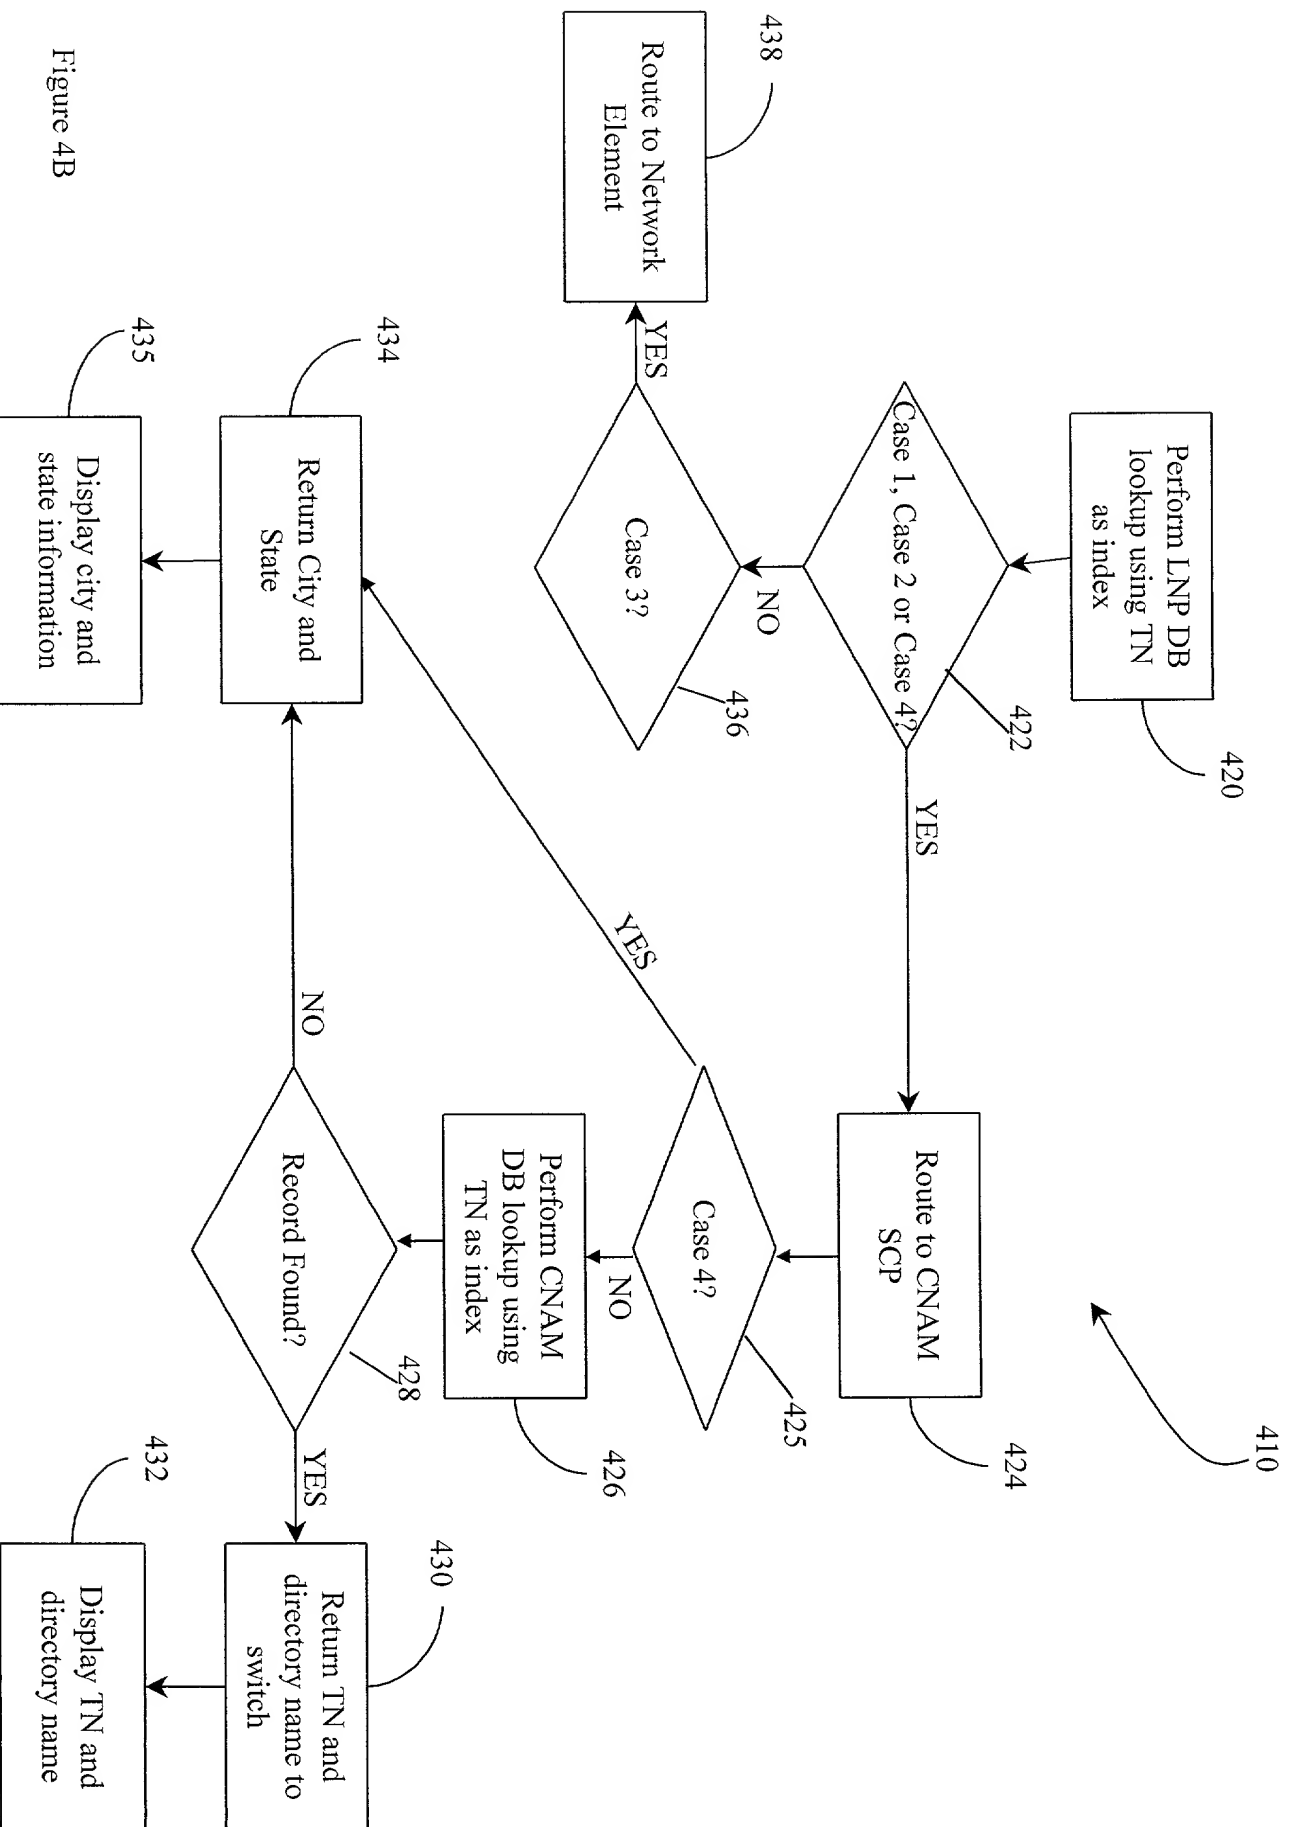 410
Perform LNP DB
lookup using TN
as index
420
Case 1, Case 2 or Case 4?
422
YES
Route to CNAM
SCP
424
NO
438
Route to Network
Element
YES
Case 3?
436
Case 4?
425
YES
NO
Perform CNAM
DB lookup using
TN as index
426
434
Return City and
State
NO
Record Found?
428
YES
430
Return TN and
directory name to
switch
435
Display city and
state information
432
Display TN and
directory name
Figure 4B